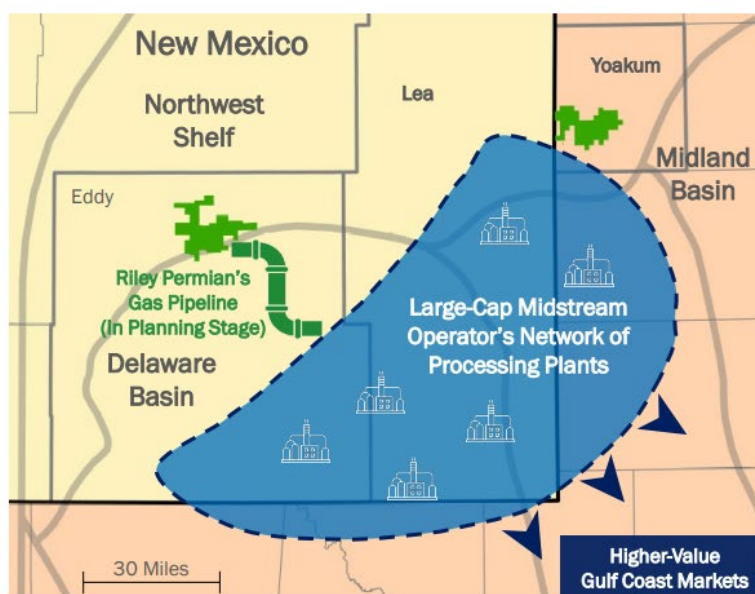 New Mexico
Northwest
Shelf
Lea
Yoakum
Midland
Basin
Eddy
Riley Permian's
Gas Pipeline
(In Planning Stage)
Large-Cap Midstream
Operator's Network of
Processing Plants
Delaware
Basin
30 Miles
Higher-Value
Gulf Coast Markets